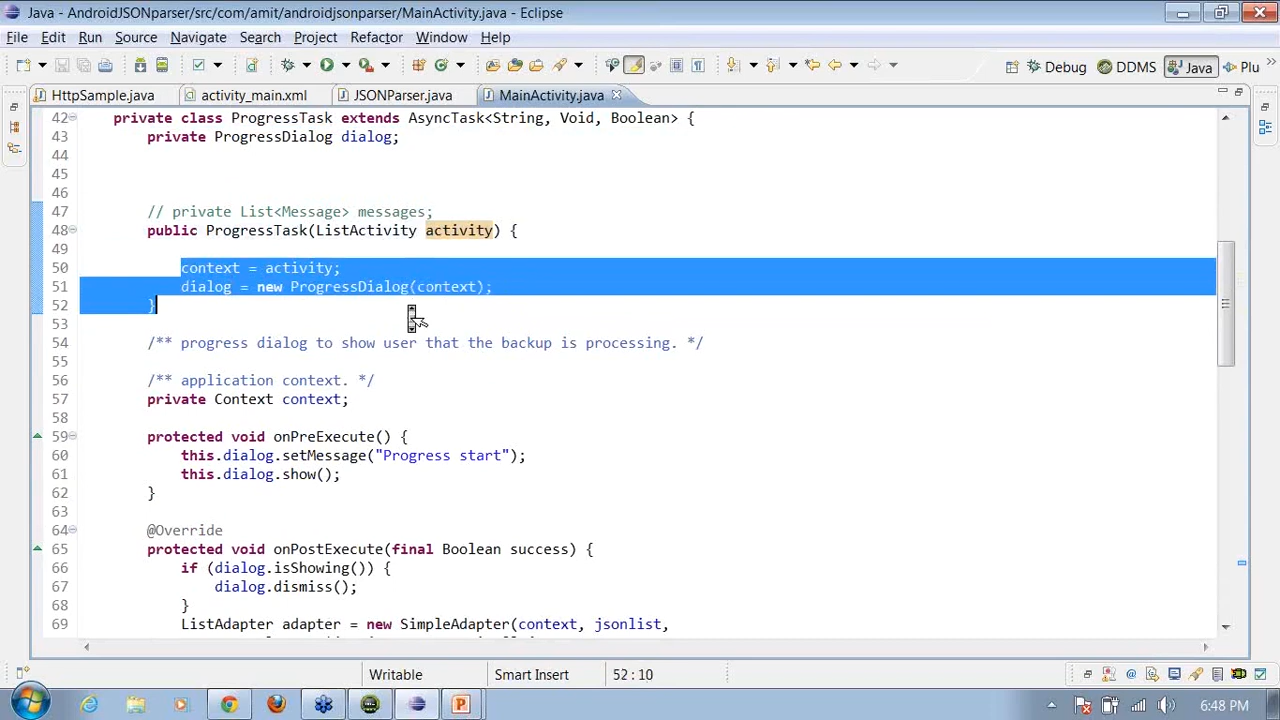 Java - AndroidJSONparser/src/com/amit/androidjsonparser/MainActivity.java - Eclipse
File Edit Run Source Navigate Search Project Refactor Window Help
Debug DDMS Java Plu
HttpSample.java activity_main.xml JSONParser.java MainActivity.java
42 private class ProgressTask extends AsyncTask<String, Void, Boolean> {
43 private ProgressDialog dialog;
44
45
46
47 // private List<Message> messages;
48 public ProgressTask(ListActivity activity) {
49
50 context = activity;
51 dialog = new ProgressDialog(context);
52 }
53
54 /** progress dialog to show user that the backup is processing. */
55
56 /** application context. */
57 private Context context;
58
59 protected void onPreExecute() {
60 this.dialog.setMessage("Progress start");
61 this.dialog.show();
62 }
63
64 @Override
65 protected void onPostExecute(final Boolean success) {
66 if (dialog.isShowing()) {
67 dialog.dismiss();
68 }
69 ListAdapter adapter = new SimpleAdapter(context, jsonlist,
Writable Smart Insert 52 : 10
6:48 PM